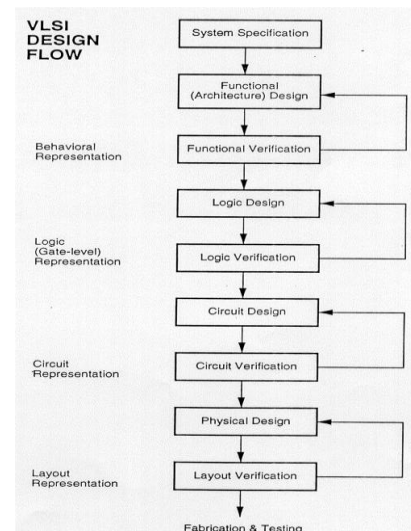 VLSI
DESIGN
FLOW
System Specification
Functional
(Architecture) Design
Behavioral
Representation
Functional Verification
Logic Design
Logic
(Gate-level)
Representation
Logic Verification
Circuit Design
Circuit
Representation
Circuit Verification
Physical Design
Layout
Representation
Layout Verification
Fabrication & Testing